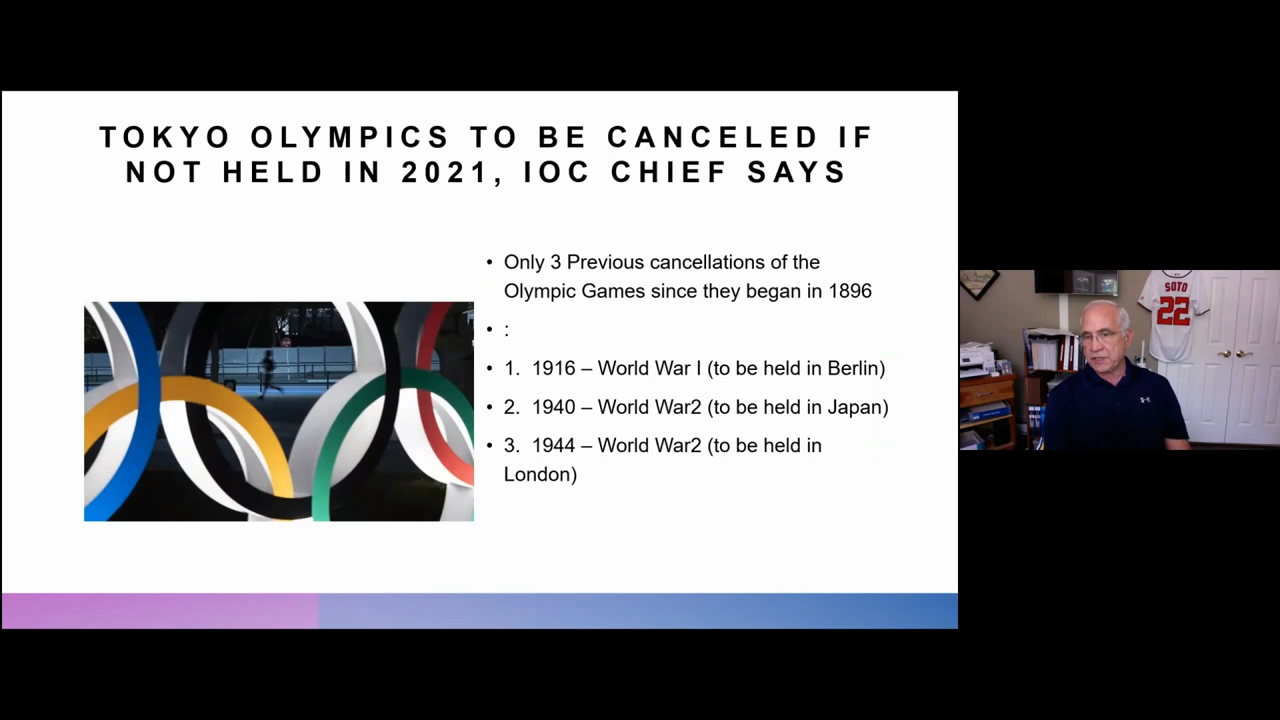 TOKYO OLYMPICS TO BE CANCELED IF
NOT HELD IN 2021, IOC CHIEF SAYS
• Only 3 Previous cancellations of the
Olympic Games since they began in 1896
• :
• 1. 1916 – World War I (to be held in Berlin)
• 2. 1940 – World War2 (to be held in Japan)
• 3. 1944 – World War2 (to be held in
London)
SOTO
22